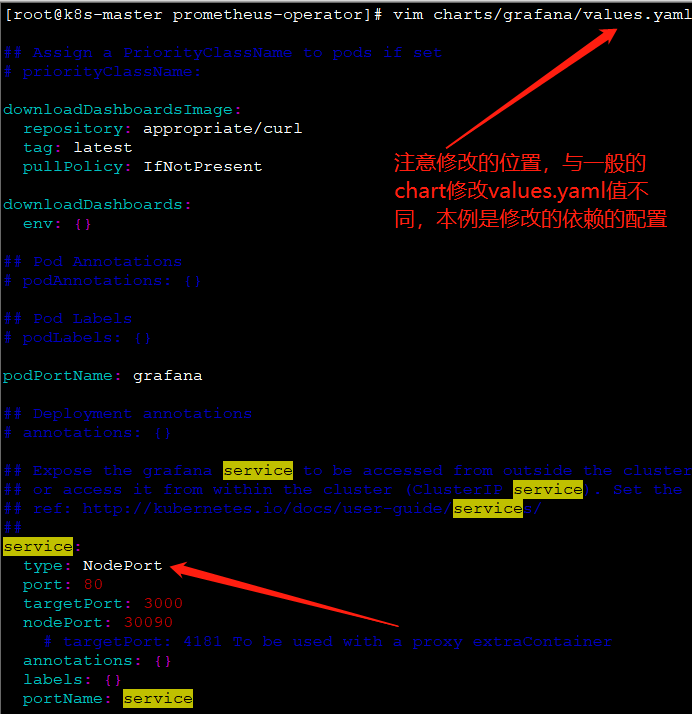 [root@k8s-master prometheus-operator]# vim charts/grafana/values.yaml
## Assign a PriorityClassName to pods if set
# priorityClassName:
downloadDashboardsImage:
  repository: appropriate/curl
  tag: latest
  pullPolicy: IfNotPresent
注意修改的位置，与一般的
chart修改values.yaml值不
同，本例是修改的依赖的配置
downloadDashboards:
  env: {}
## Pod Annotations
# podAnnotations: {}
## Pod Labels
# podLabels: {}
podPortName: grafana
## Deployment annotations
# annotations: {}
## Expose the grafana service to be accessed from outside the cluster
## or access it from within the cluster (ClusterIP service). Set the
## ref: http://kubernetes.io/docs/user-guide/services/
##
service:
  type: NodePort
  port: 80
  targetPort: 3000
  nodePort: 30090
    # targetPort: 4181 To be used with a proxy extraContainer
  annotations: {}
  labels: {}
  portName: service